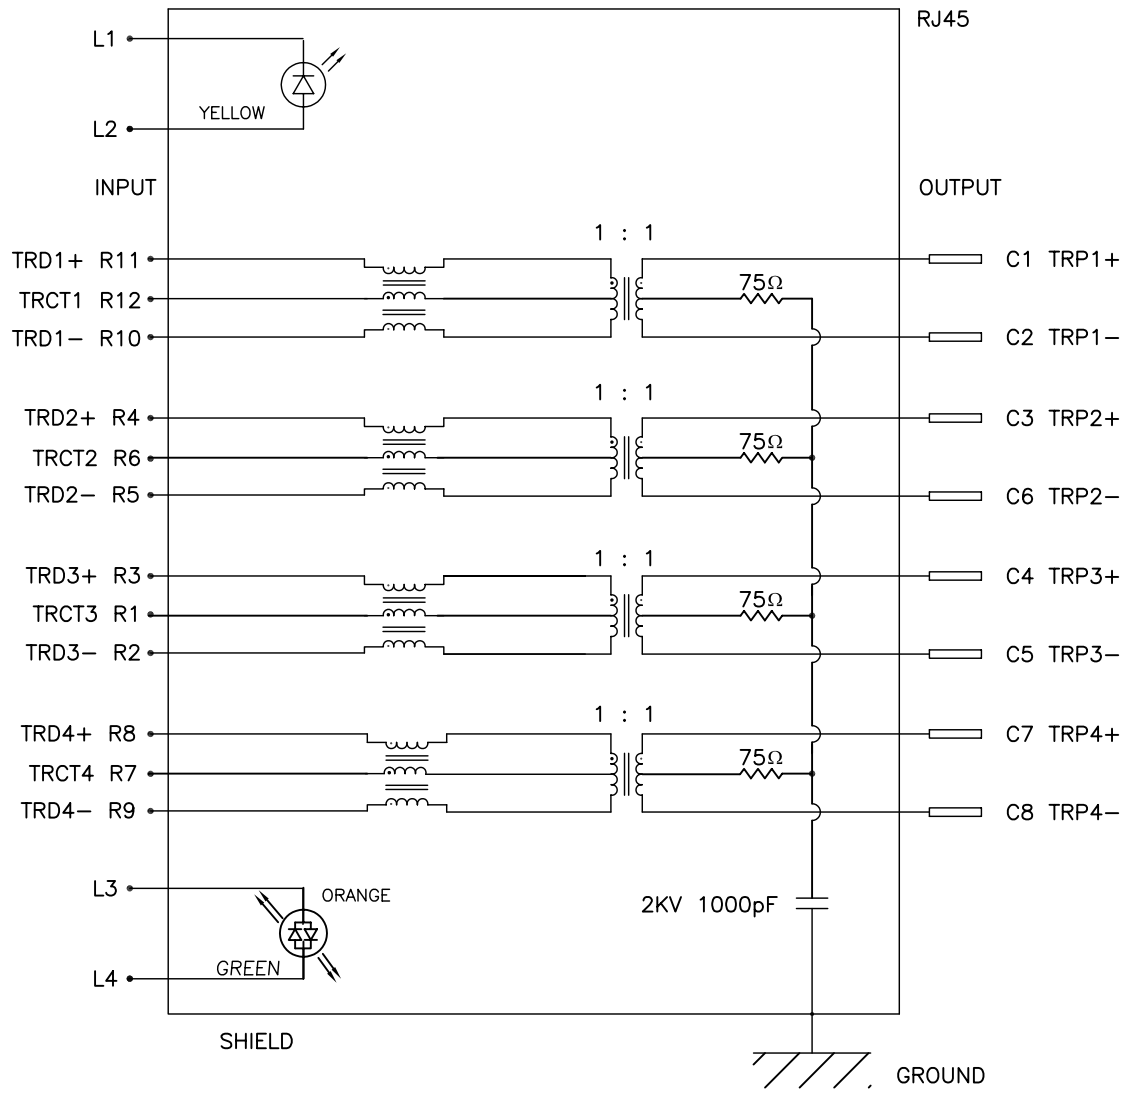 RJ45
L1
YELLOW
L2
INPUT
OUTPUT
1 : 1
TRD1+ R11
C1 TRP1+
75Ω
TRCT1 R12
TRD1− R10
C2 TRP1−
1 : 1
TRD2+ R4
C3 TRP2+
75Ω
TRCT2 R6
TRD2− R5
C6 TRP2−
1 : 1
TRD3+ R3
C4 TRP3+
75Ω
TRCT3 R1
TRD3− R2
C5 TRP3−
1 : 1
TRD4+ R8
C7 TRP4+
75Ω
TRCT4 R7
TRD4− R9
C8 TRP4−
L3
ORANGE
2KV 1000pF
GREEN
L4
SHIELD
GROUND